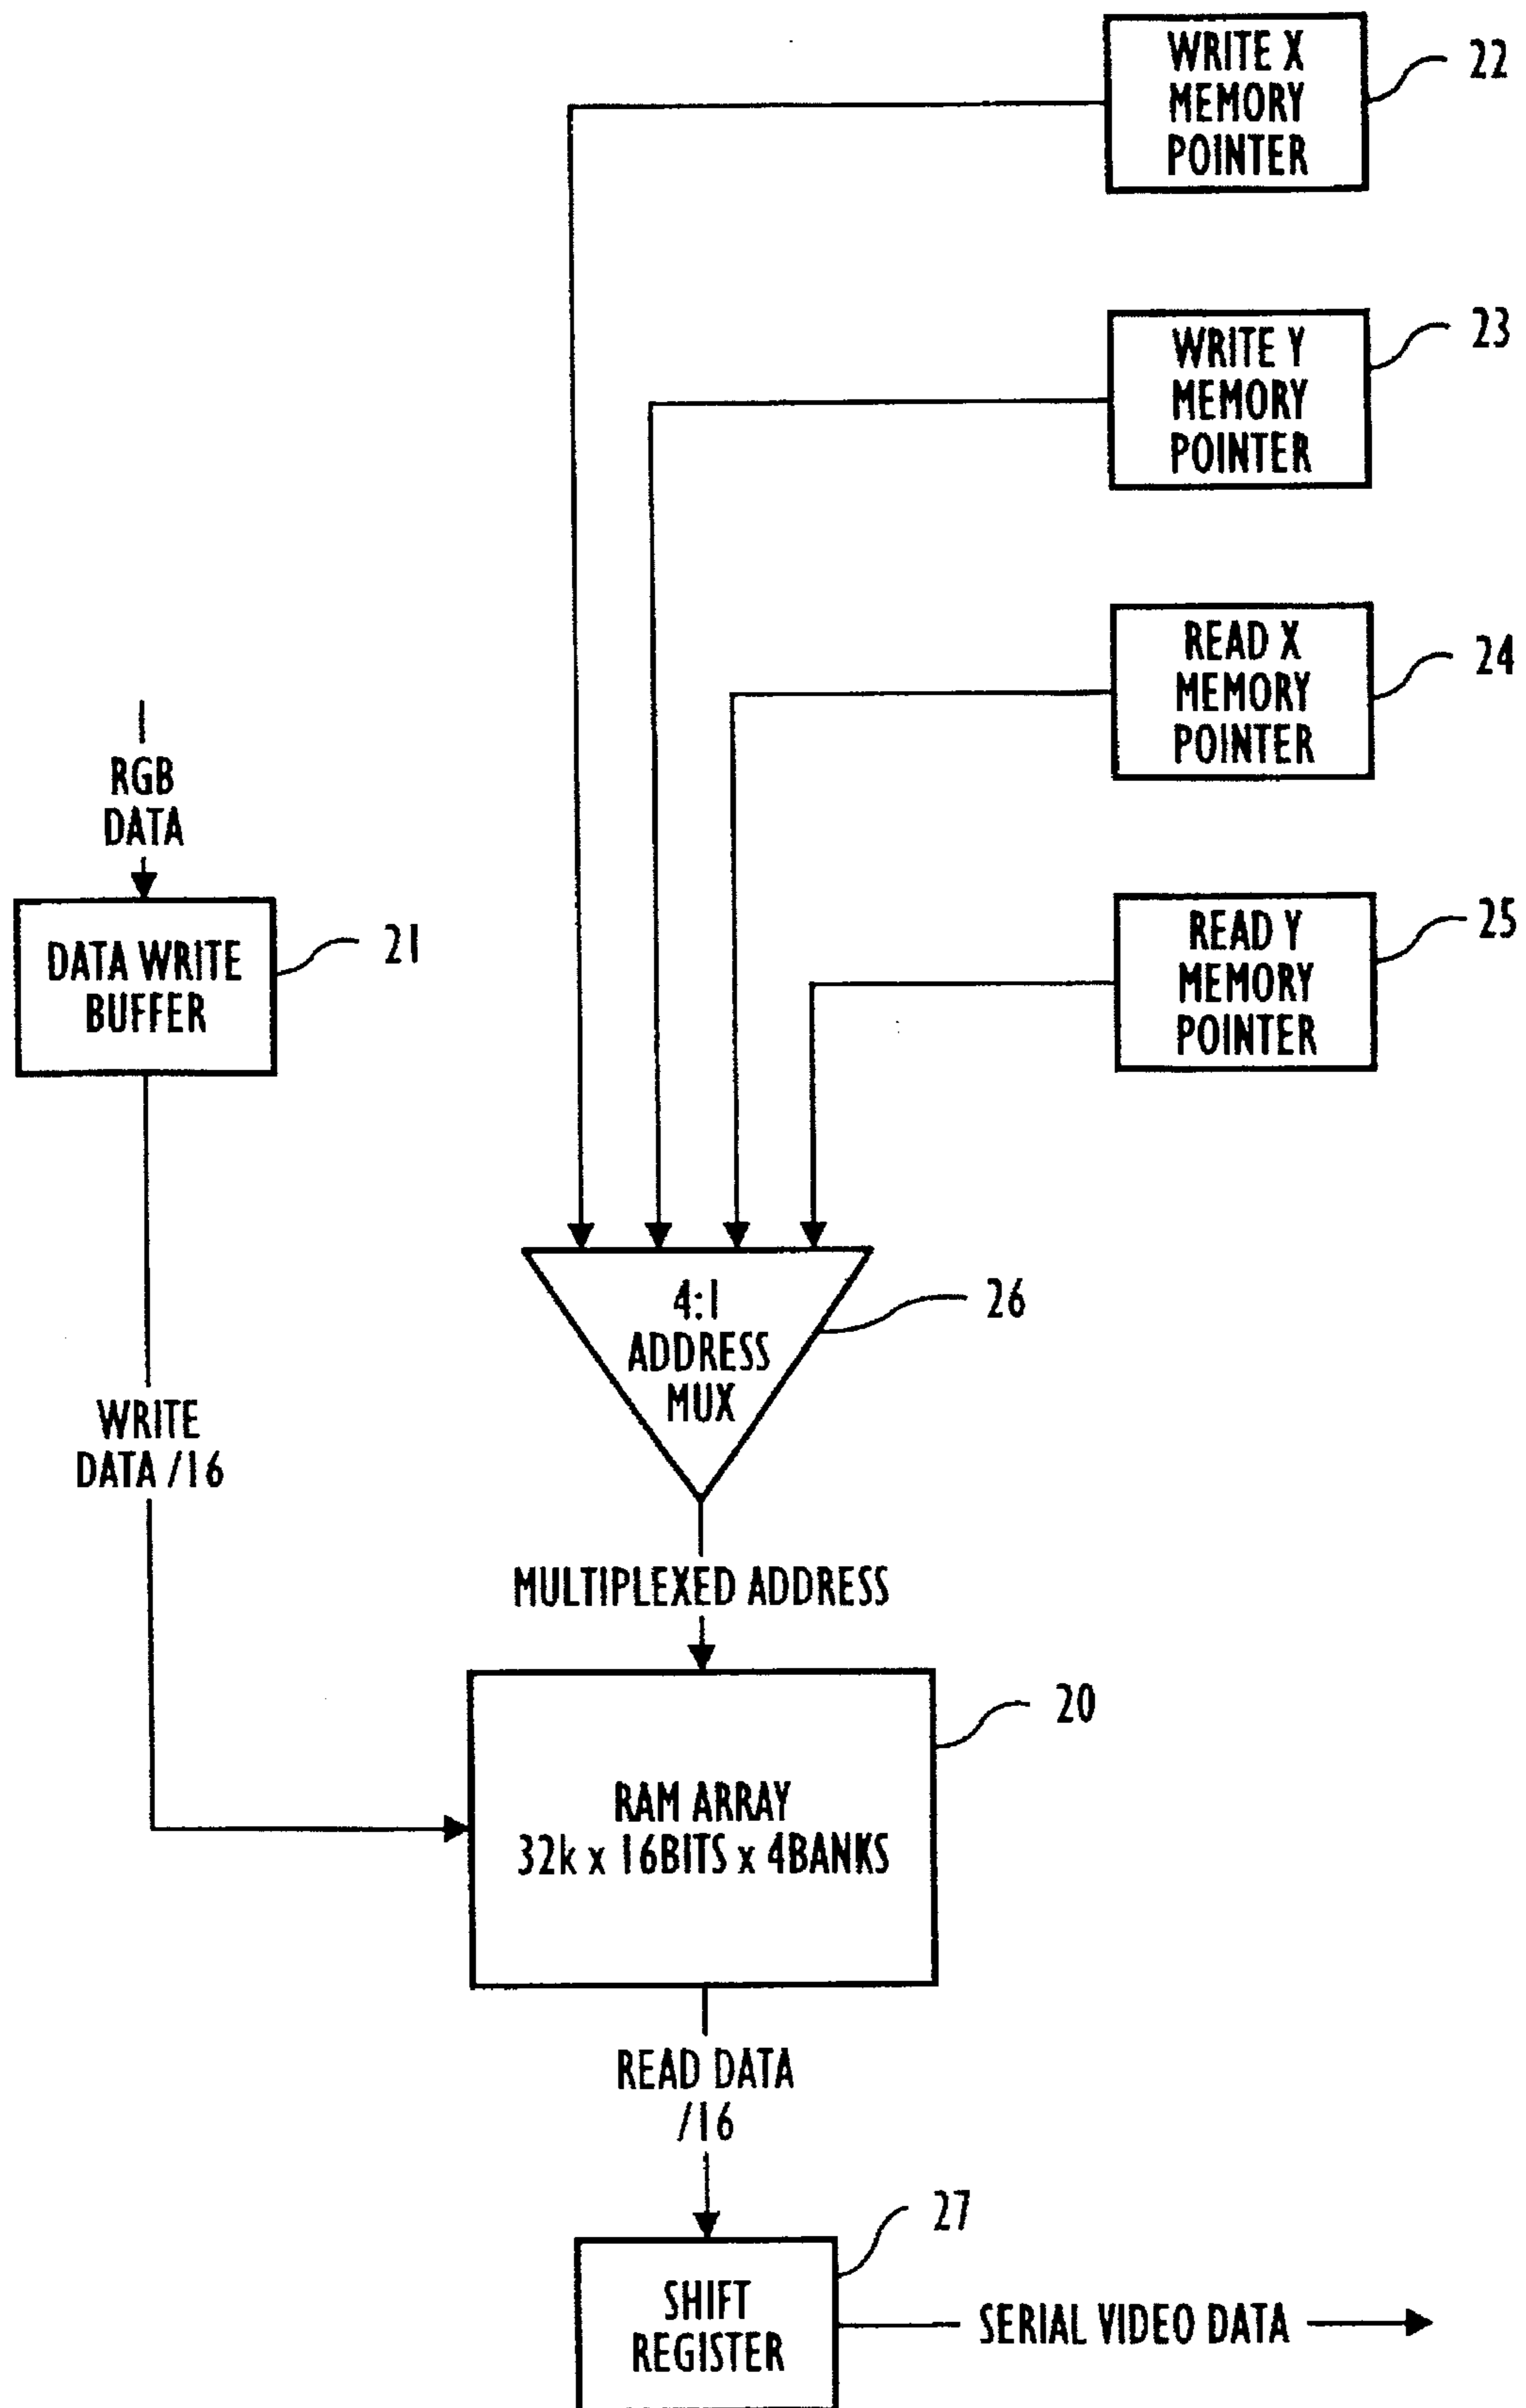 WRITE X
MEMORY
POINTER
22
WRITE Y
MEMORY
POINTER
23
READ X
MEMORY
POINTER
24
RGB
DATA
READ Y
MEMORY
POINTER
25
DATA WRITE
BUFFER
21
4:1
ADDRESS
MUX
26
WRITE
DATA /16
MULTIPLEXED ADDRESS
RAM ARRAY
32k x 16BITS x 4BANKS
20
READ DATA
/16
SHIFT
REGISTER
27
SERIAL VIDEO DATA